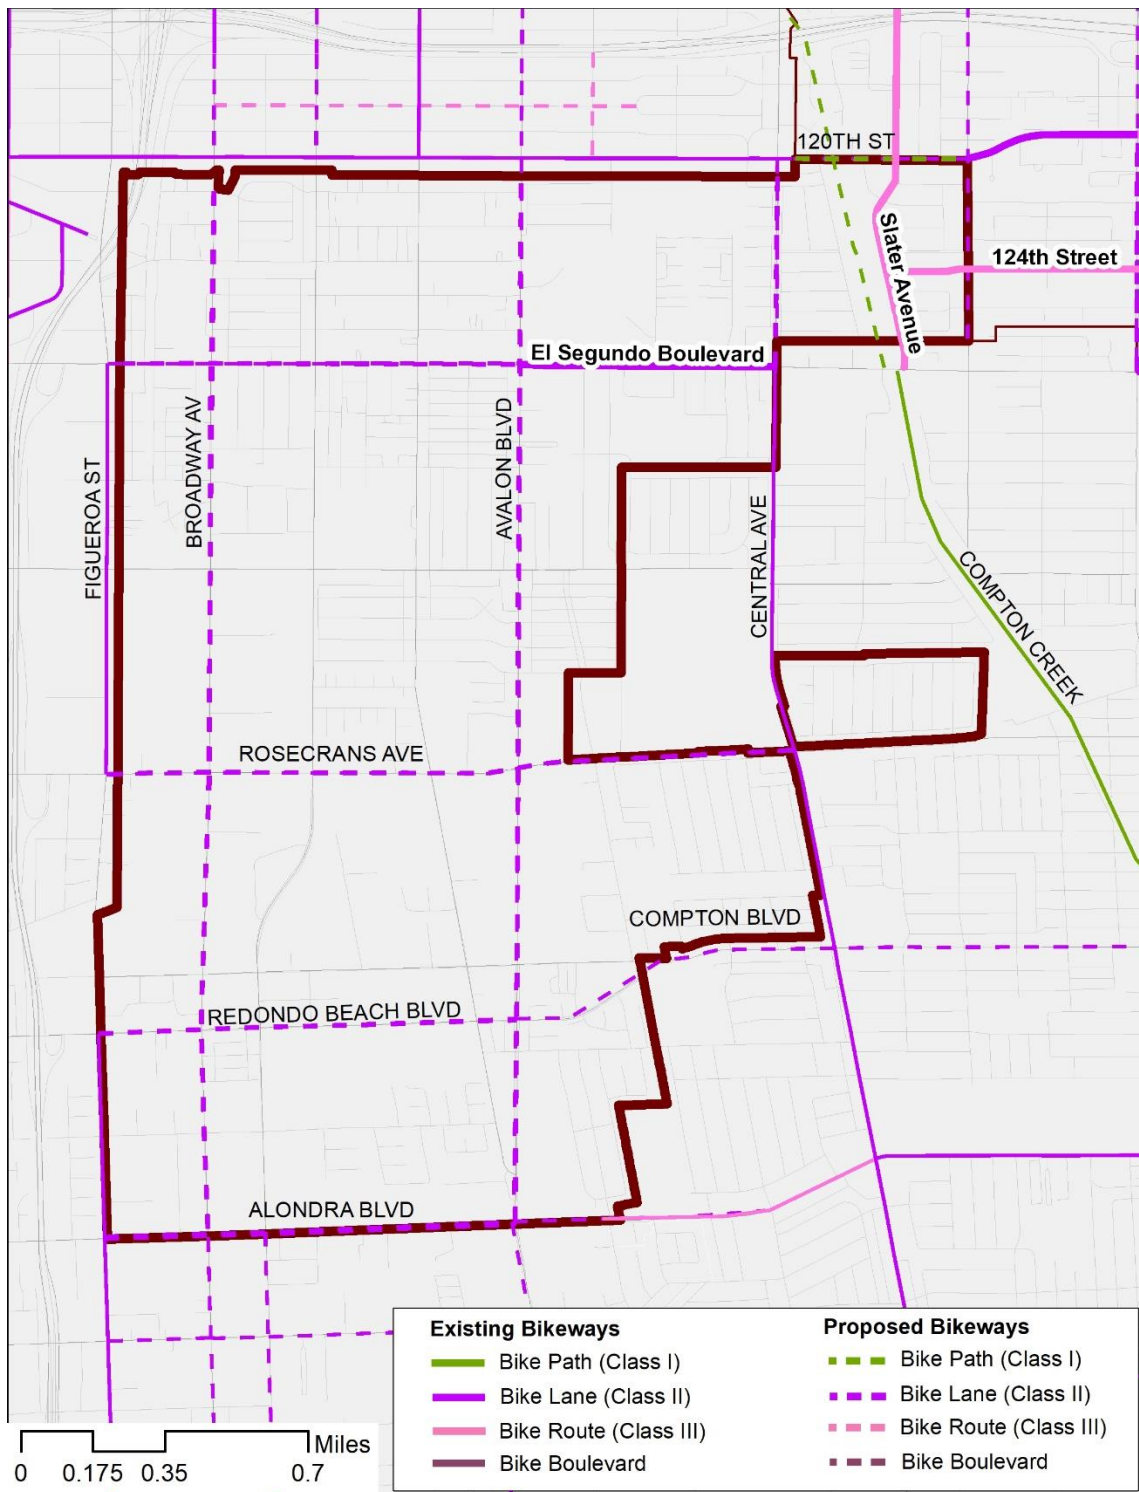 120TH ST
Slater Avenue
124th Street
El Segundo Boulevard
FIGUEROA ST
BROADWAY AV
AVALON BLVD
CENTRAL AVE
COMPTON CREEK
ROSECRANS AVE
COMPTON BLVD
REDONDO BEACH BLVD
ALONDRA BLVD
Existing Bikeways
Bike Path (Class I)
Bike Lane (Class II)
Bike Route (Class III)
Bike Boulevard
Proposed Bikeways
Bike Path (Class I)
Bike Lane (Class II)
Bike Route (Class III)
Bike Boulevard
Miles
0 0.175 0.35 0.7